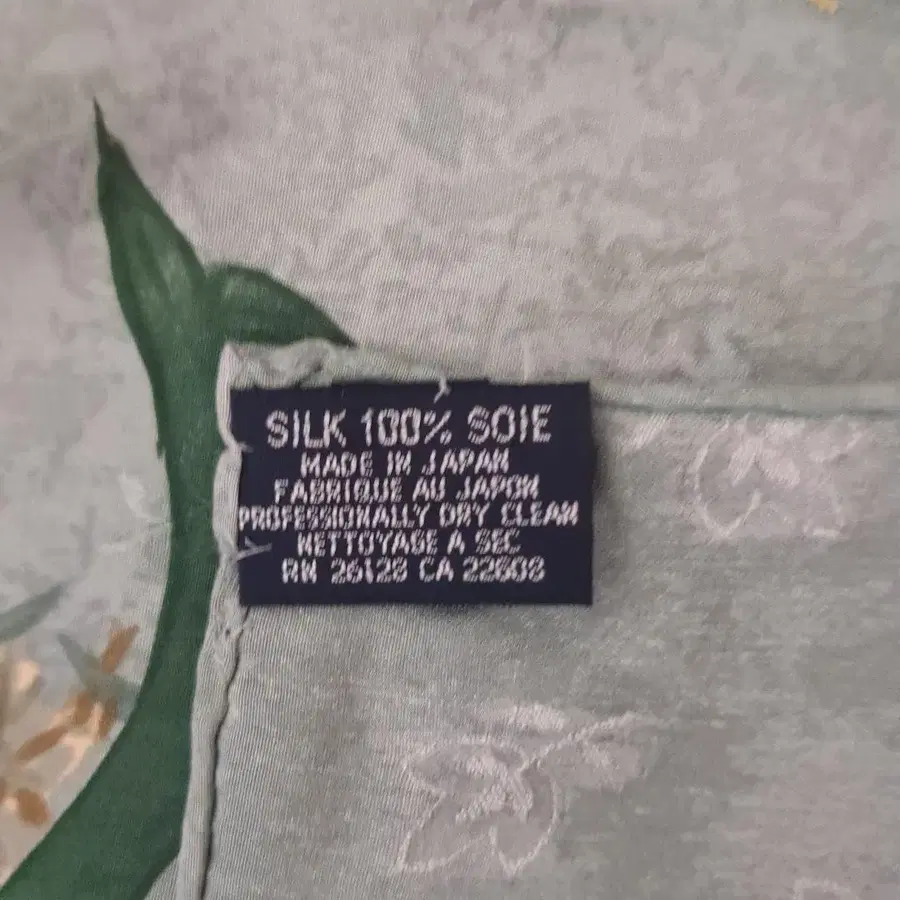 SILK 100% SOIE
MADE IN JAPAN
FABRIQUE AU JAPON
PROFESSIONALLY DRY CLEAN
NETTOYAGE A SEC
RN 26128 CA 22608